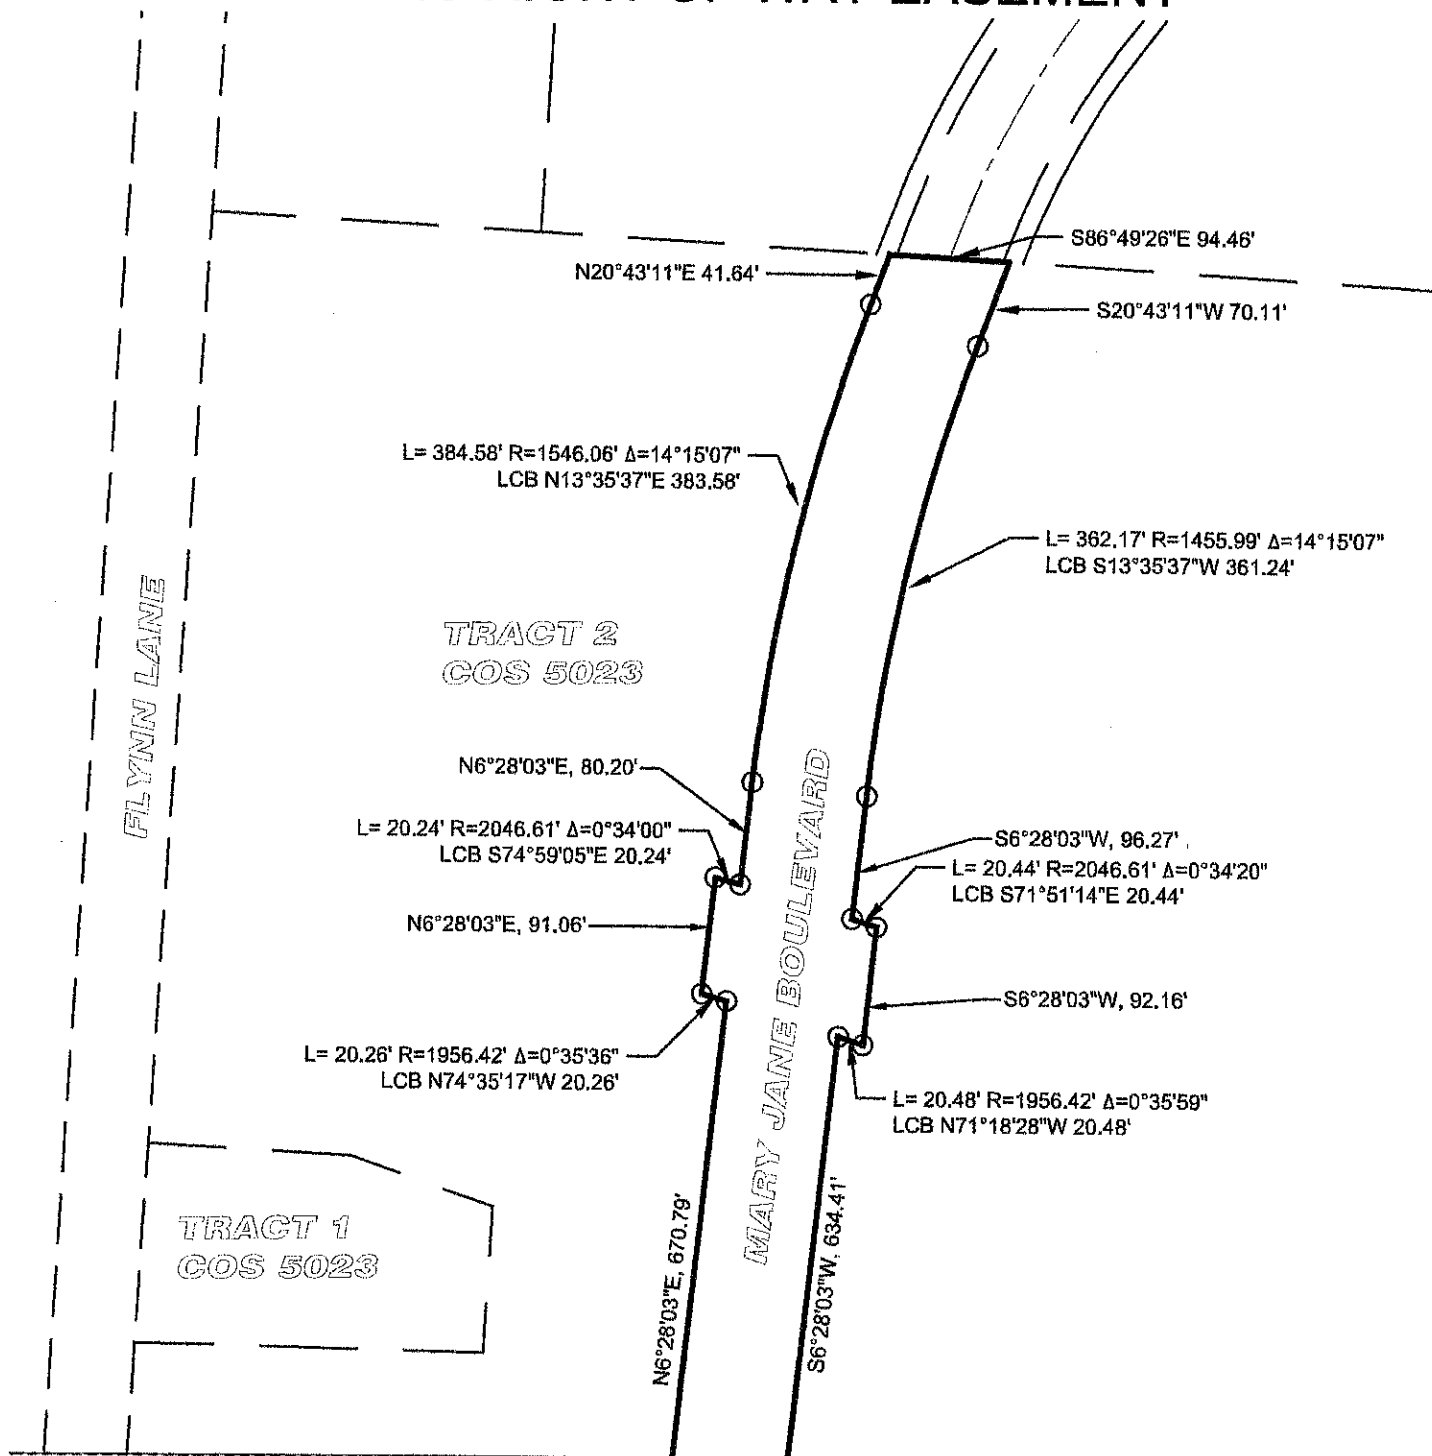 S86°49'26"E 94.46'
N20°43'11"E 41.64'
S20°43'11"W 70.11'
L= 384.58' R=1546.06' Δ=14°15'07"
LCB N13°35'37"E 383.58'
L= 362.17' R=1455.99' Δ=14°15'07"
LCB S13°35'37"W 361.24'
FLYNN LANE
TRACT 2
COS 5023
N6°28'03"E, 80.20'
L= 20.24' R=2046.61' Δ=0°34'00"
LCB S74°59'05"E 20.24'
S6°28'03"W, 96.27'
L= 20.44' R=2046.61' Δ=0°34'20"
LCB S71°51'14"E 20.44'
N6°28'03"E, 91.06'
MARY JANE BOULEVARD
S6°28'03"W, 92.16'
L= 20.26' R=1956.42' Δ=0°35'36"
LCB N74°35'17"W 20.26'
L= 20.48' R=1956.42' Δ=0°35'59"
LCB N71°18'28"W 20.48'
TRACT 1
COS 5023
N6°28'03"E, 670.79'
S6°28'03"W, 634.41'